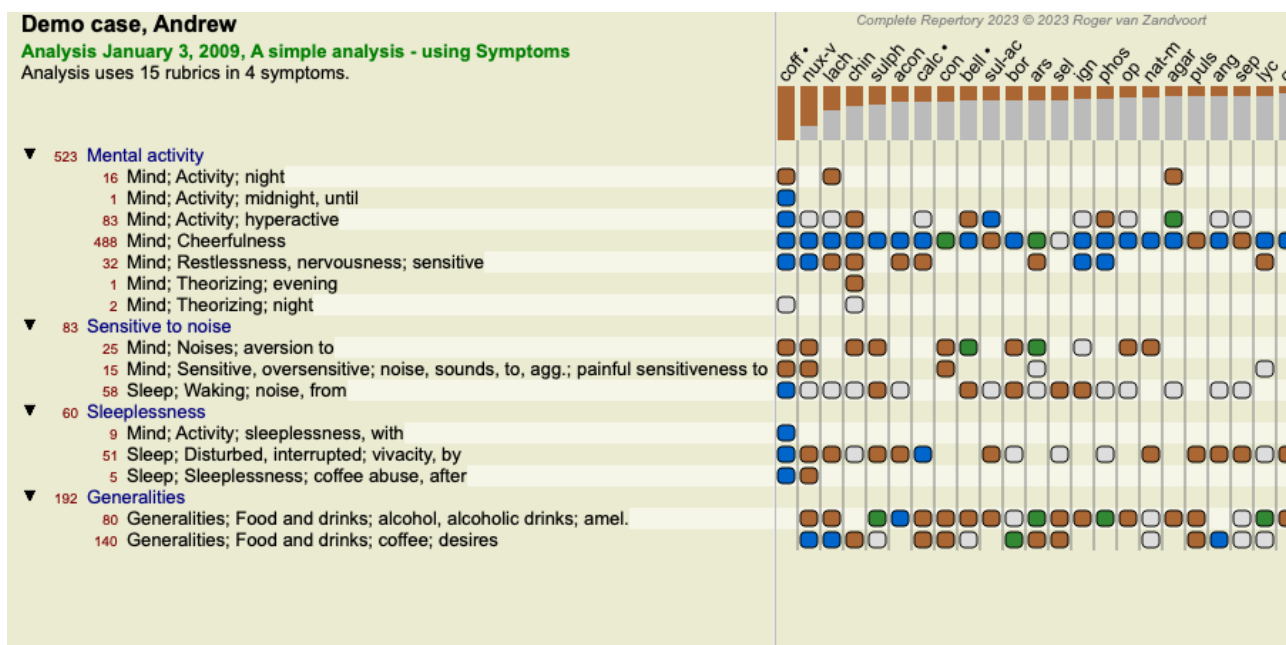 Demo case, Andrew
Complete Repertory 2023 © 2023 Roger van Zandvoort
Analysis January 3, 2009, A simple analysis - using Symptoms
Analysis uses 15 rubrics in 4 symptoms.
coff • nux-v lach chin sulph acon calc • con bell • sul-ac bor ars sel ign phos op nat-m agar puls ang sep lyc
▼ 523 Mental activity
16 Mind; Activity; night
1 Mind; Activity; midnight, until
83 Mind; Activity; hyperactive
488 Mind; Cheerfulness
32 Mind; Restlessness, nervousness; sensitive
1 Mind; Theorizing; evening
2 Mind; Theorizing; night
▼ 83 Sensitive to noise
25 Mind; Noises; aversion to
15 Mind; Sensitive, oversensitive; noise, sounds, to, agg.; painful sensitiveness to
58 Sleep; Waking; noise, from
▼ 60 Sleeplessness
9 Mind; Activity; sleeplessness, with
51 Sleep; Disturbed, interrupted; vivacity, by
5 Sleep; Sleeplessness; coffee abuse, after
▼ 192 Generalities
80 Generalities; Food and drinks; alcohol, alcoholic drinks; amel.
140 Generalities; Food and drinks; coffee; desires